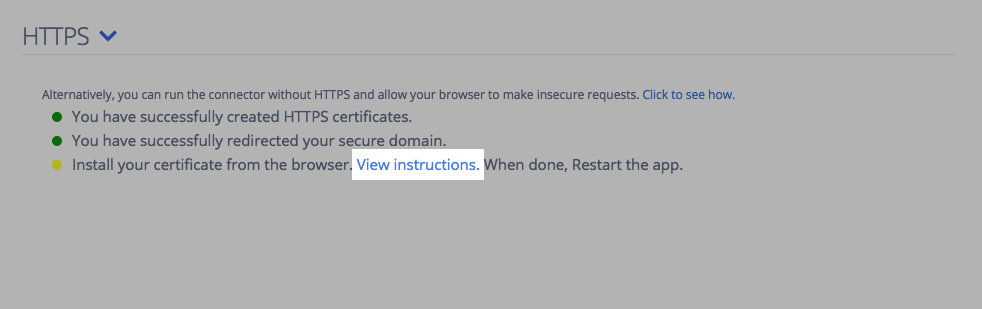 HTTPS
Alternatively, you can run the connector without HTTPS and allow your browser to make insecure requests. Click to see how.
You have successfully created HTTPS certificates.
You have successfully redirected your secure domain.
Install your certificate from the browser. View instructions. When done, Restart the app.